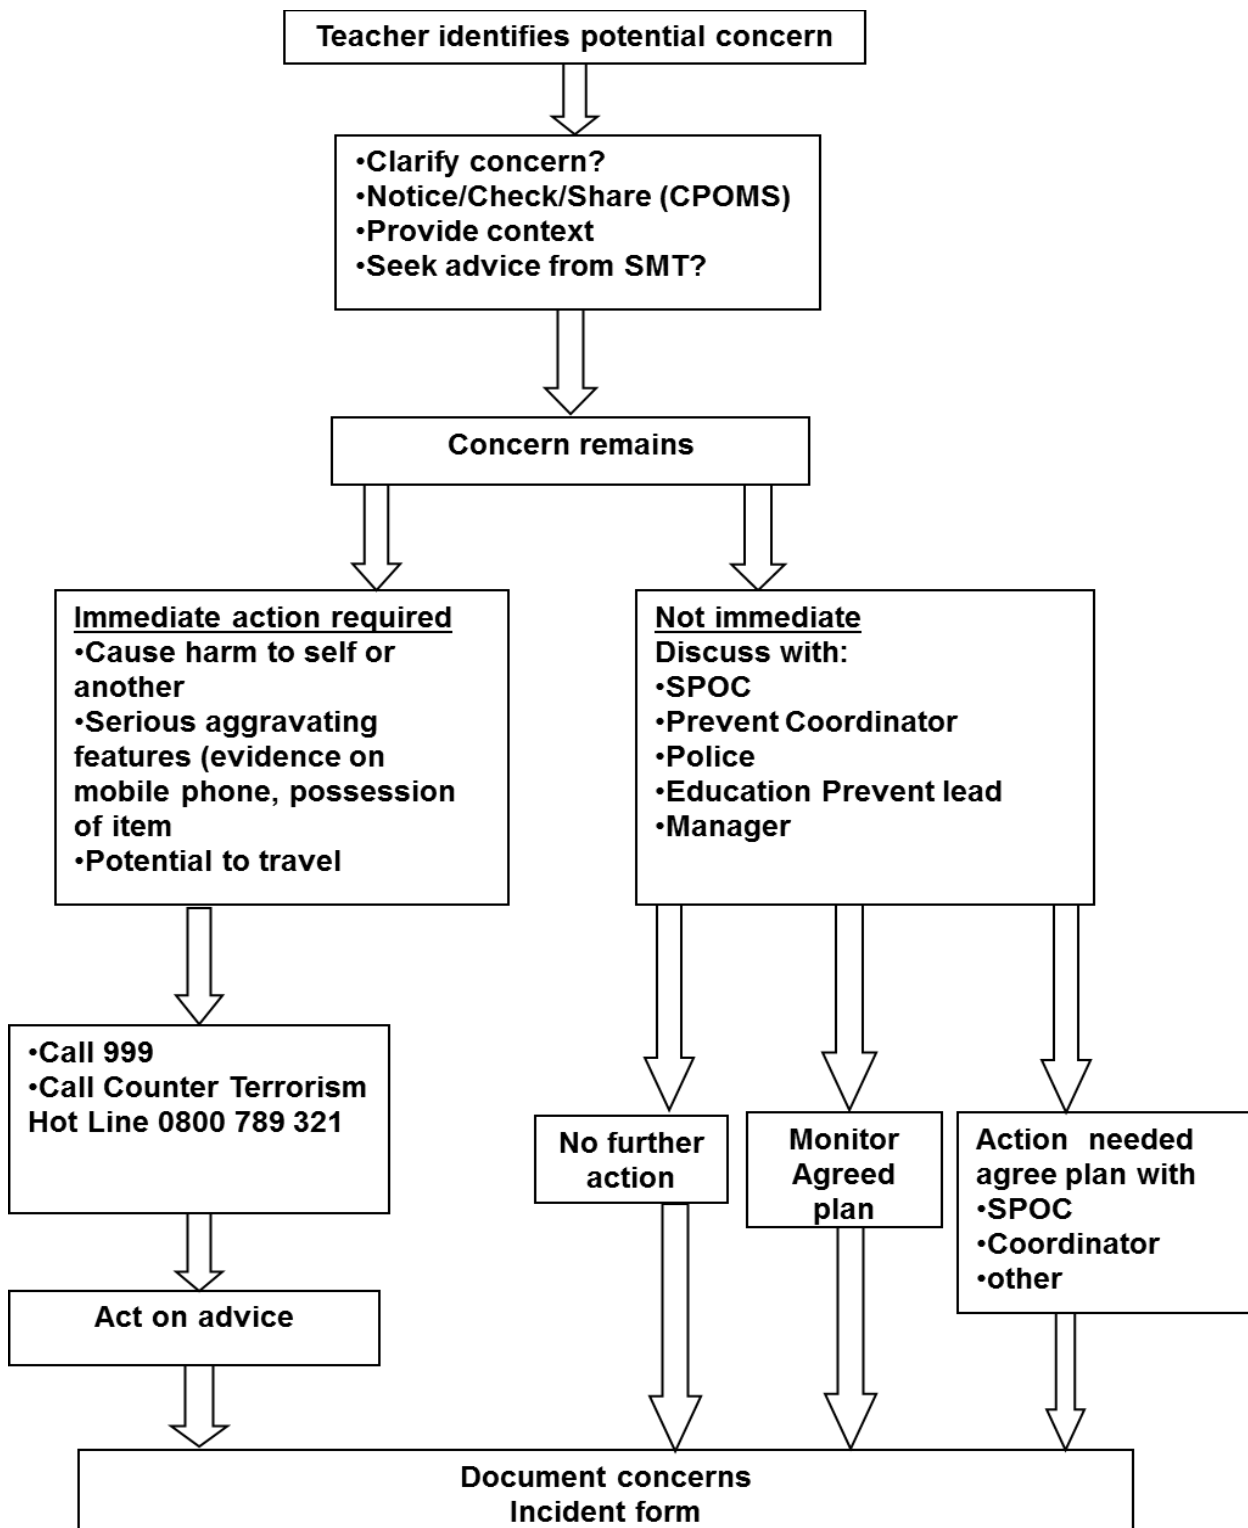 Teacher identifies potential concern
•Clarify concern?
•Notice/Check/Share (CPOMS)
•Provide context
•Seek advice from SMT?
Concern remains
Immediate action required
•Cause harm to self or
another
•Serious aggravating
features (evidence on
mobile phone, possession
of item
•Potential to travel
Not immediate
Discuss with:
•SPOC
•Prevent Coordinator
•Police
•Education Prevent lead
•Manager
•Call 999
•Call Counter Terrorism
Hot Line 0800 789 321
No further
action
Monitor
Agreed
plan
Action needed
agree plan with
•SPOC
•Coordinator
•other
Act on advice
Document concerns
Incident form